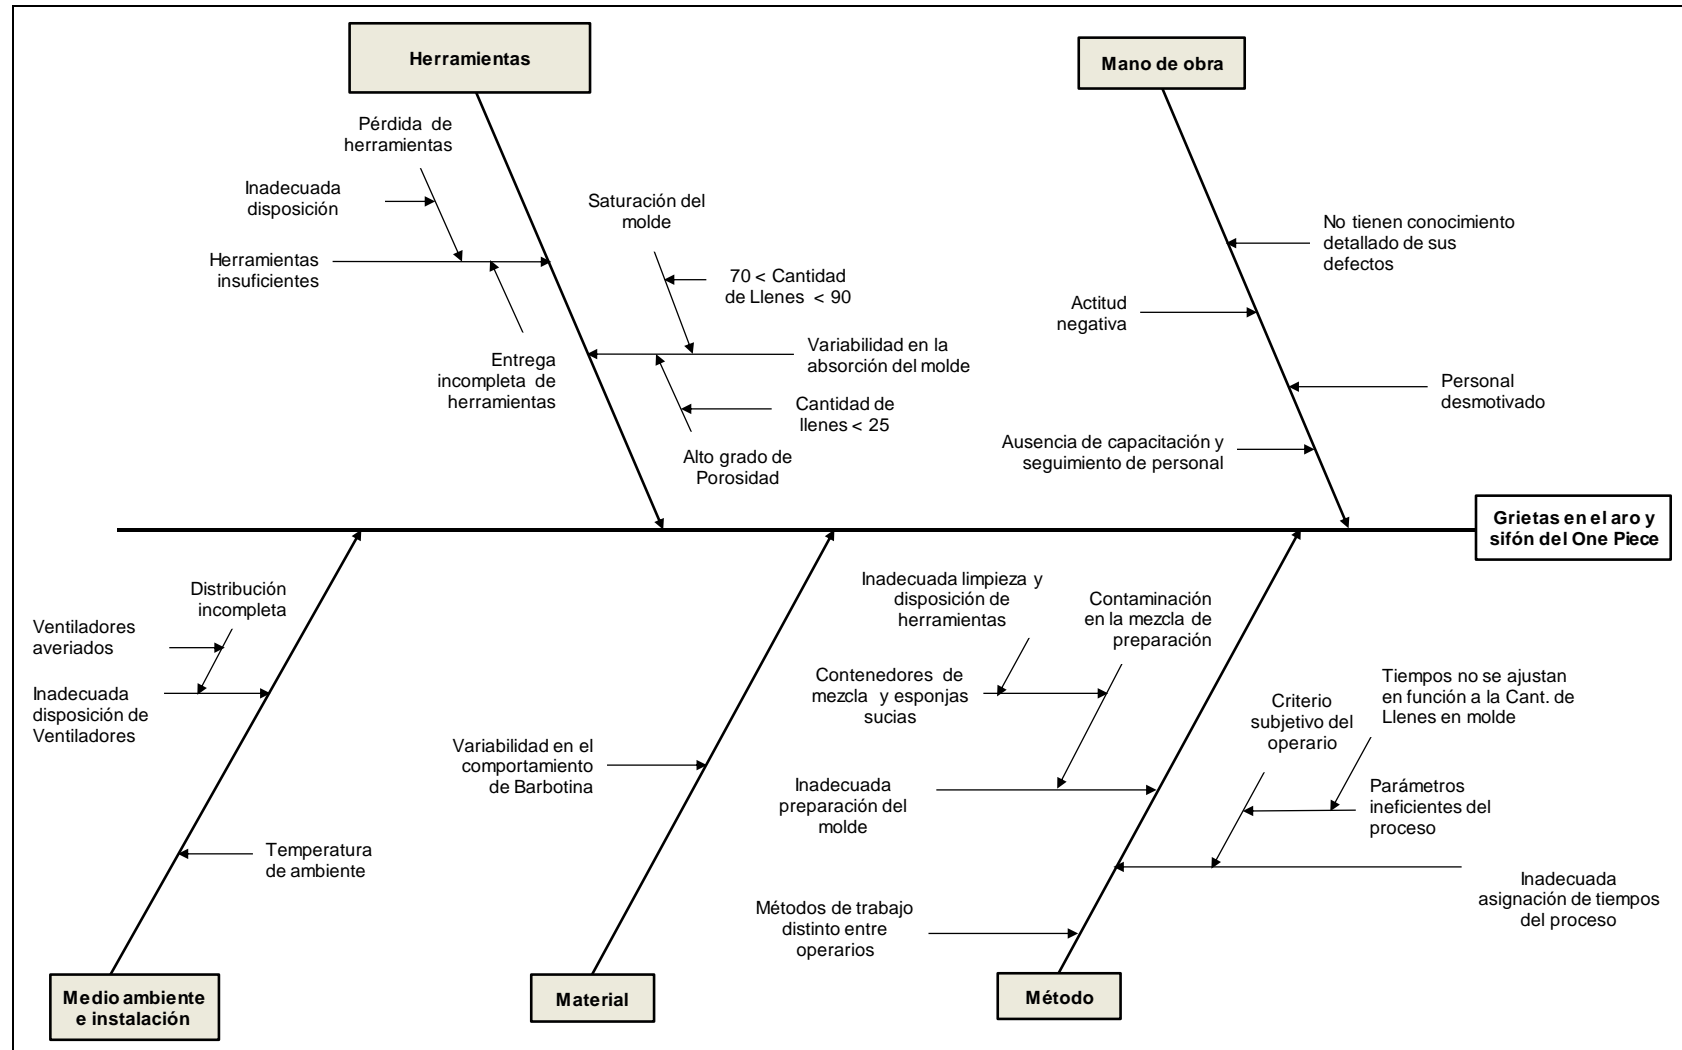 Herramientas
Mano de obra
Pérdida de
herramientas
Inadecuada
disposición
Herramientas
insuficientes
Entrega
incompleta de
herramientas
Saturación del
molde
70 < Cantidad
de Llenes < 90
Variabilidad en la
absorción del molde
Cantidad de
llenes < 25
Alto grado de
Porosidad
No tienen conocimiento
detallado de sus
defectos
Actitud
negativa
Personal
desmotivado
Ausencia de capacitación y
seguimiento de personal
Grietas en el aro y
sifón del One Piece
Distribución
incompleta
Ventiladores
averiados
Inadecuada
disposición de
Ventiladores
Temperatura
de ambiente
Variabilidad en el
comportamiento
de Barbotina
Inadecuada limpieza y
disposición de
herramientas
Contaminación
en la mezcla de
preparación
Contenedores de
mezcla y esponjas
sucias
Inadecuada
preparación del
molde
Métodos de trabajo
distinto entre
operarios
Criterio
subjetivo del
operario
Tiempos no se ajustan
en función a la Cant. de
Llenes en molde
Parámetros
ineficientes del
proceso
Inadecuada
asignación de tiempos
del proceso
Medio ambiente
e instalación
Material
Método